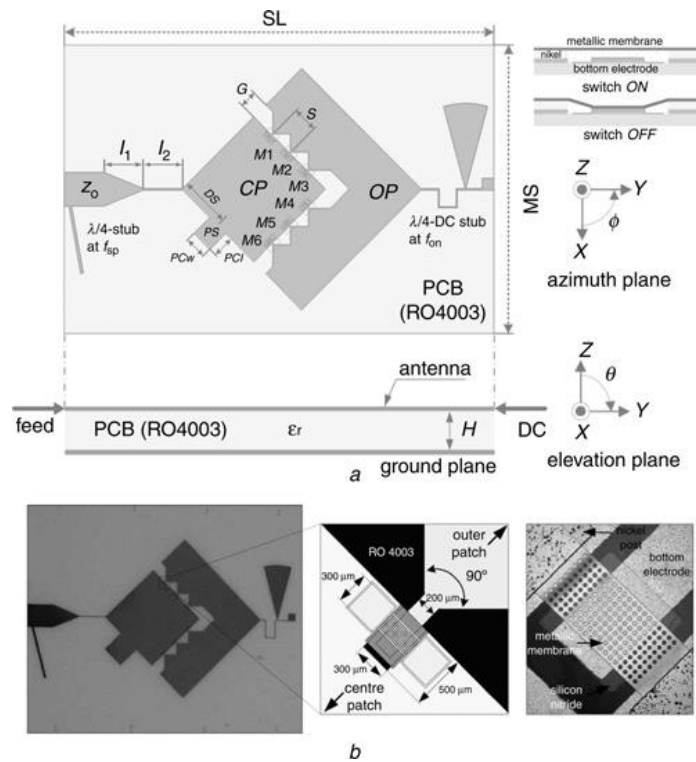 SL
metallic membrane
nikel
bottom electrode
switch ON
switch OFF
G
S
l1
l2
M1
M2
M3
M4
M5
M6
CP
OP
Zo
DS
PS
PCw
PCl
λ/4-stub
at fsp
λ/4-DC stub
at fon
MS
PCB
(RO4003)
Z
Y
ϕ
X
azimuth plane
Z
θ
Y
X
elevation plane
antenna
feed
PCB (RO4003)
εr
H
DC
ground plane
a
RO 4003
outer
patch
90º
300 μm
200 μm
300 μm
500 μm
centre
patch
nickel
post
bottom
electrode
metallic
membrane
silicon
nitride
b